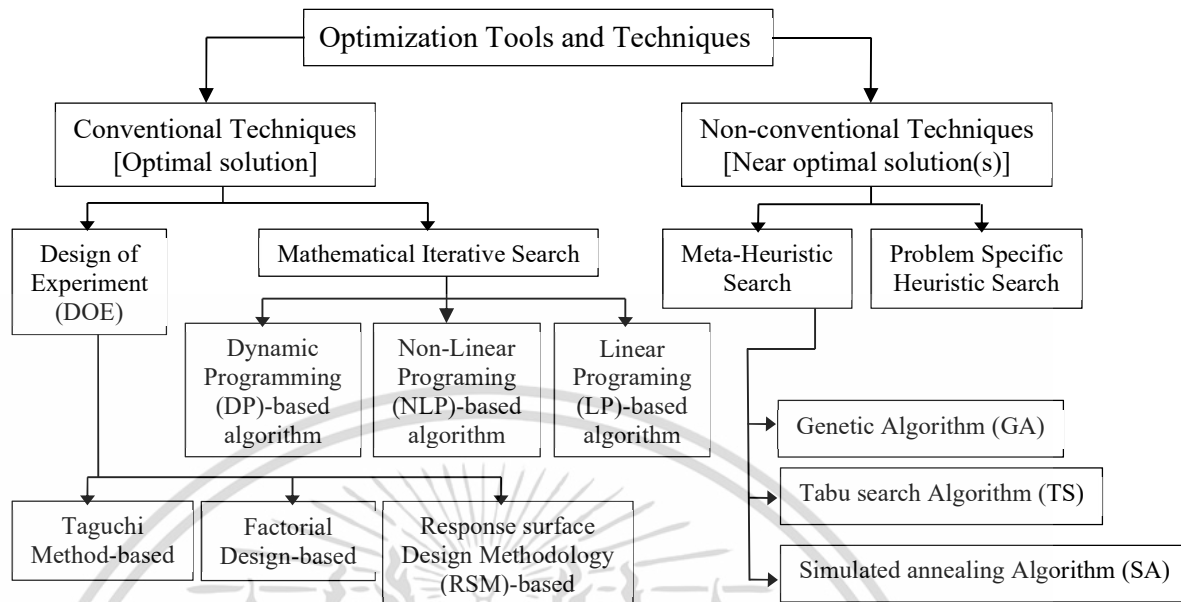 Optimization Tools and Techniques
Conventional Techniques
[Optimal solution]
Non-conventional Techniques
[Near optimal solution(s)]
Design of
Experiment
(DOE)
Mathematical Iterative Search
Meta-Heuristic
Search
Problem Specific
Heuristic Search
Dynamic
Programming
(DP)-based
algorithm
Non-Linear
Programing
(NLP)-based
algorithm
Linear
Programing
(LP)-based
algorithm
Genetic Algorithm (GA)
Tabu search Algorithm (TS)
Simulated annealing Algorithm (SA)
Taguchi
Method-based
Factorial
Design-based
Response surface
Design Methodology
(RSM)-based